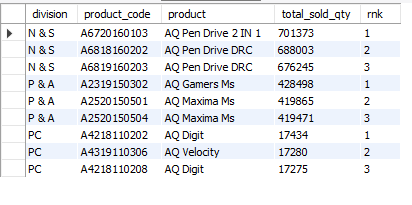 division product_code product total_sold_qty rnk
N & S A6720160103 AQ Pen Drive 2 IN 1 701373 1
N & S A6818160202 AQ Pen Drive DRC 688003 2
N & S A6819160203 AQ Pen Drive DRC 676245 3
P & A A2319150302 AQ Gamers Ms 428498 1
P & A A2520150501 AQ Maxima Ms 419865 2
P & A A2520150504 AQ Maxima Ms 419471 3
PC A4218110202 AQ Digit 17434 1
PC A4319110306 AQ Velocity 17280 2
PC A4218110208 AQ Digit 17275 3